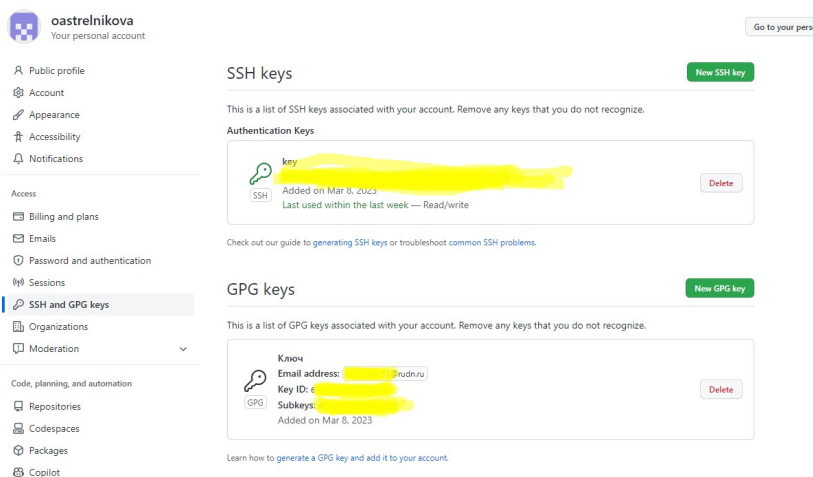 oastrelnikova
Your personal account
Go to your pers
Public profile
Account
Appearance
Accessibility
Notifications
Access
Billing and plans
Emails
Password and authentication
Sessions
SSH and GPG keys
Organizations
Moderation
Code, planning, and automation
Repositories
Codespaces
Packages
Copilot
SSH keys
New SSH key
This is a list of SSH keys associated with your account. Remove any keys that you do not recognize.
Authentication Keys
key
SSH
Added on Mar 8, 2023
Last used within the last week — Read/write
Delete
Check out our guide to generating SSH keys or troubleshoot common SSH problems.
GPG keys
New GPG key
This is a list of GPG keys associated with your account. Remove any keys that you do not recognize.
Ключ
Email address: @rudn.ru
Key ID: 6
GPG
Subkeys:
Added on Mar 8, 2023
Delete
Learn how to generate a GPG key and add it to your account.